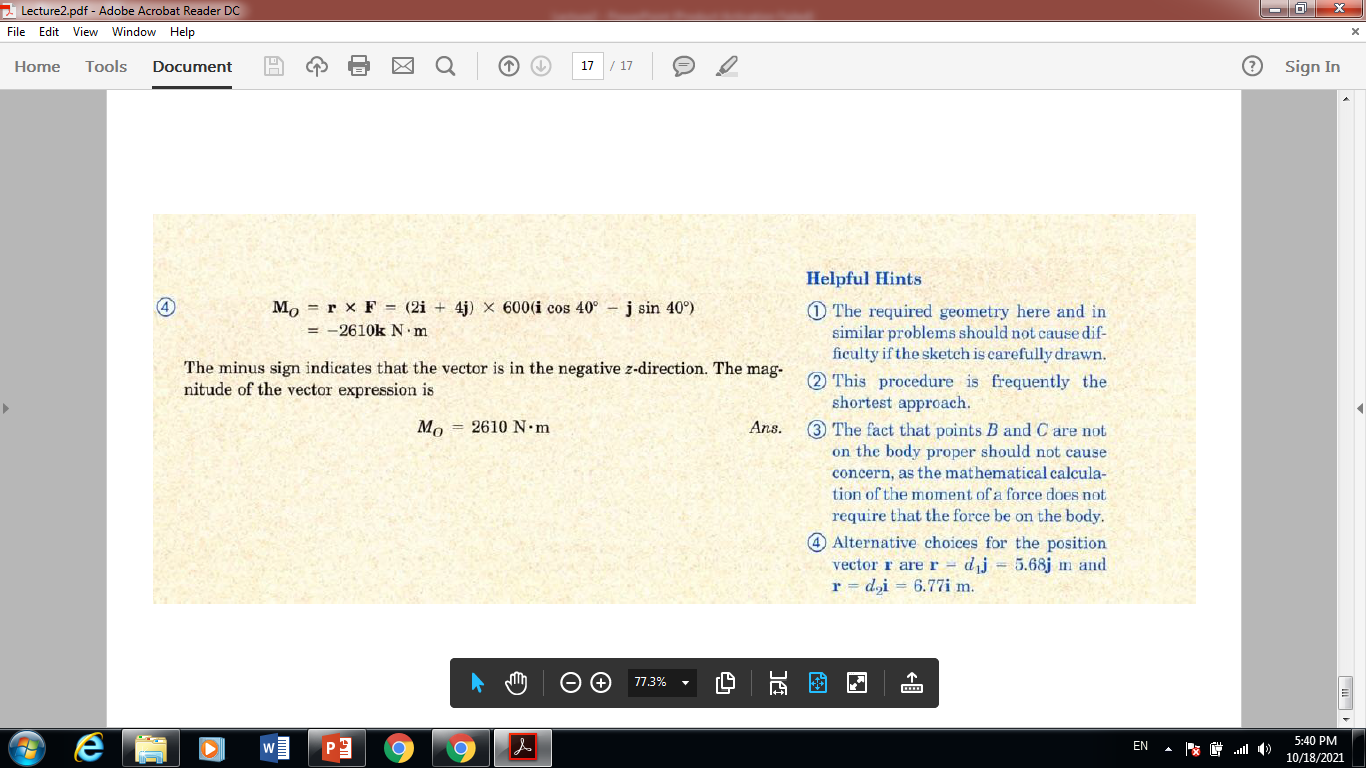 Lecture2.pdf - Adobe Acrobat Reader DC
File Edit View Window Help
Home Tools Document 17 / 17 Sign In
④ M_O = r × F = (2i + 4j) × 600(i cos 40° − j sin 40°)
= −2610k N·m
The minus sign indicates that the vector is in the negative z-direction. The mag-
nitude of the vector expression is
M_O = 2610 N·m Ans.
Helpful Hints
① The required geometry here and in
similar problems should not cause dif-
ficulty if the sketch is carefully drawn.
② This procedure is frequently the
shortest approach.
③ The fact that points B and C are not
on the body proper should not cause
concern, as the mathematical calcula-
tion of the moment of a force does not
require that the force be on the body.
④ Alternative choices for the position
vector r are r = d₁j = 5.68j m and
r = d₂i = 6.77i m.
77.3%
EN
5:40 PM
10/18/2021